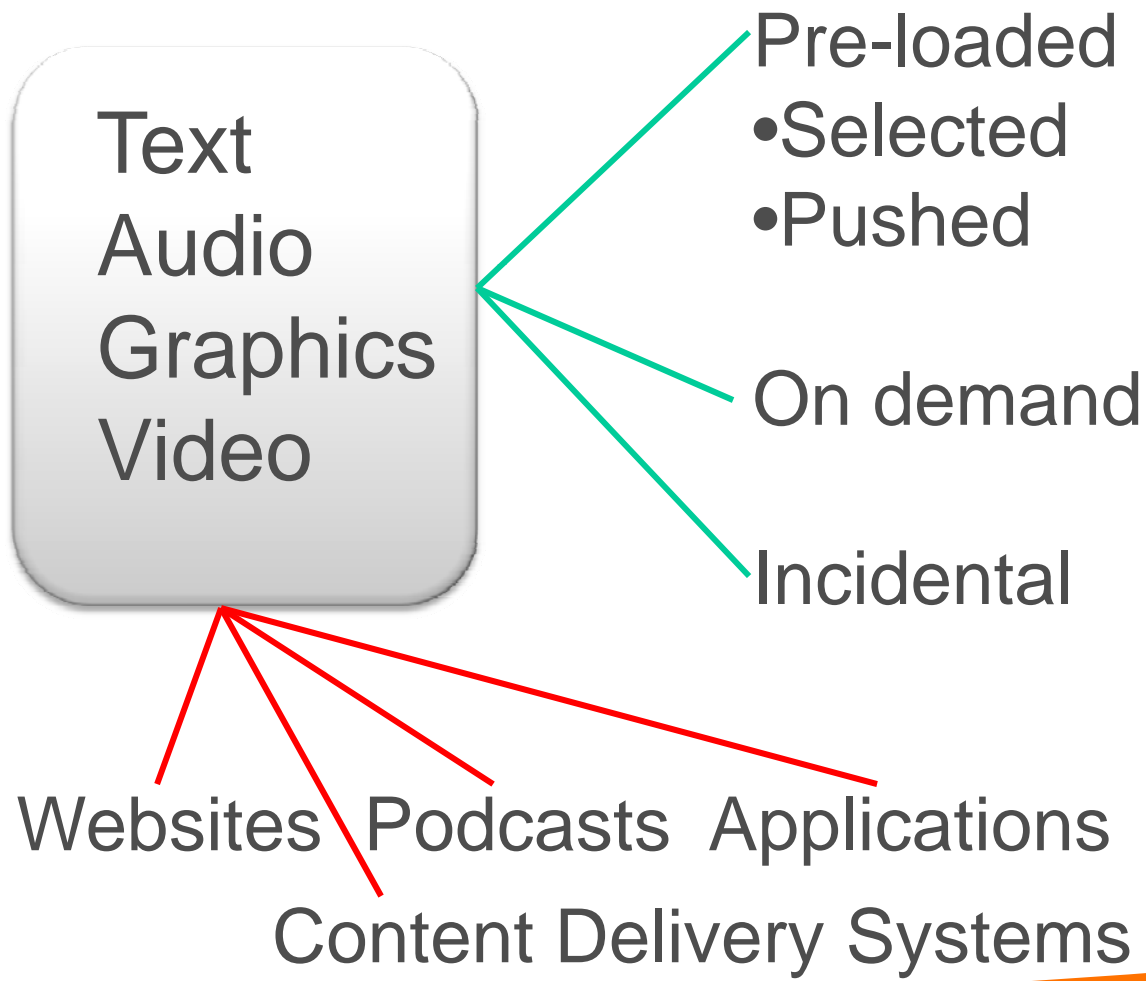 Text
Audio
Graphics
Video
Pre-loaded
•Selected
•Pushed
On demand
Incidental
Websites Podcasts Applications
Content Delivery Systems